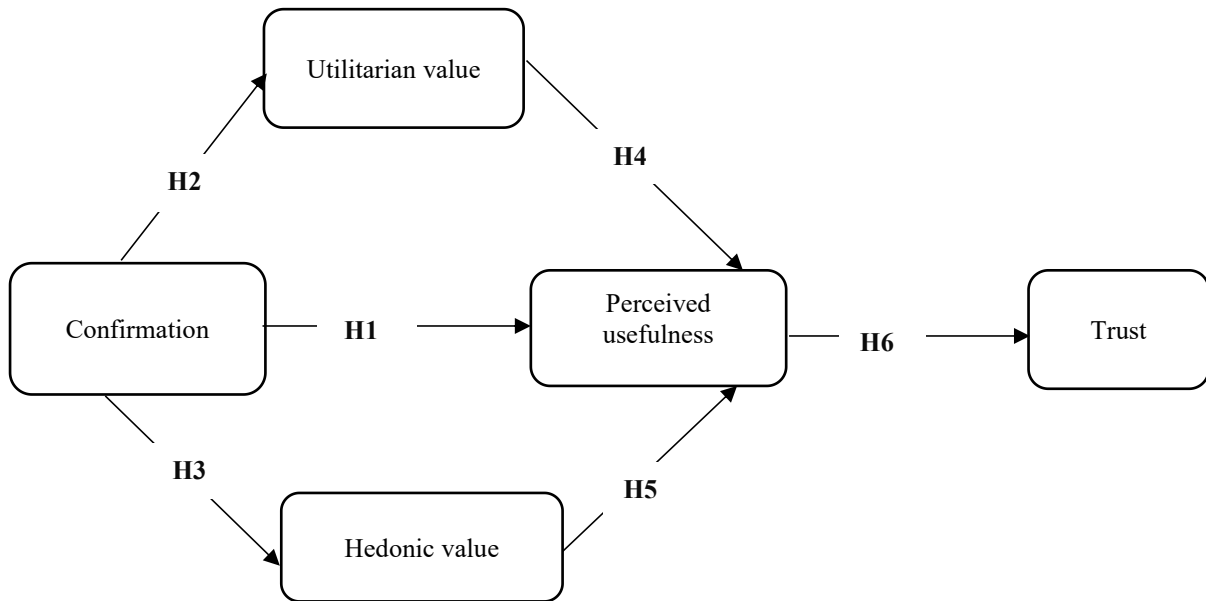 Utilitarian value
H4
H2
Confirmation
H1
Perceived
usefulness
H6
Trust
H3
H5
Hedonic value